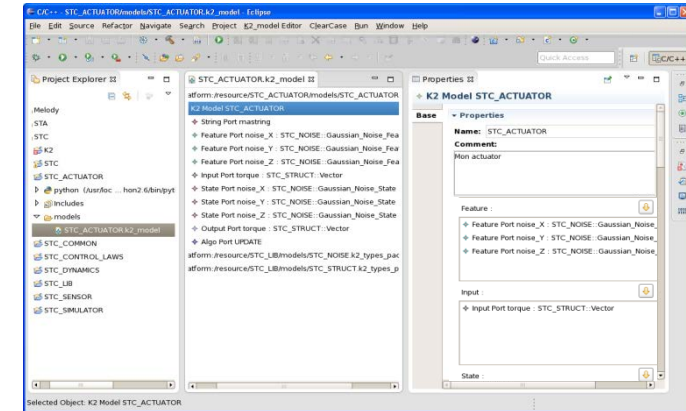 C/C++ - STC_ACTUATOR/models/STC_ACTUATOR.k2_model - Eclipse
File Edit Source Refactor Navigate Search Project K2_model Editor ClearCase Run Window Help
Quick Access
C/C++
Project Explorer
.Melody
.STA
.STC
K2
STC
STC_ACTUATOR
python (/usr/loc ... hon2.6/bin/pyt
Includes
models
STC_ACTUATOR.k2_model
STC_COMMON
STC_CONTROL_LAWS
STC_DYNAMICS
STC_LIB
STC_SENSOR
STC_SIMULATOR
STC_ACTUATOR.k2_model
atform:/resource/STC_ACTUATOR/models/STC_ACTUATOR
K2 Model STC_ACTUATOR
String Port mastring
Feature Port noise_X : STC_NOISE::Gaussian_Noise_Fea
Feature Port noise_Y : STC_NOISE::Gaussian_Noise_Fea
Feature Port noise_Z : STC_NOISE::Gaussian_Noise_Fea
Input Port torque : STC_STRUCT::Vector
State Port noise_X : STC_NOISE::Gaussian_Noise_State
State Port noise_Y : STC_NOISE::Gaussian_Noise_State
State Port noise_Z : STC_NOISE::Gaussian_Noise_State
Output Port torque : STC_STRUCT::Vector
Algo Port UPDATE
atform:/resource/STC_LIB/models/STC_NOISE.k2_types_pac
atform:/resource/STC_LIB/models/STC_STRUCT.k2_types_p
Properties
K2 Model STC_ACTUATOR
Base
Properties
Name: STC_ACTUATOR
Comment:
Mon actuator
Feature :
Feature Port noise_X : STC_NOISE::Gaussian_Noise_
Feature Port noise_Y : STC_NOISE::Gaussian_Noise_
Feature Port noise_Z : STC_NOISE::Gaussian_Noise_
Input :
Input Port torque : STC_STRUCT::Vector
State :
Selected Object: K2 Model STC_ACTUATOR